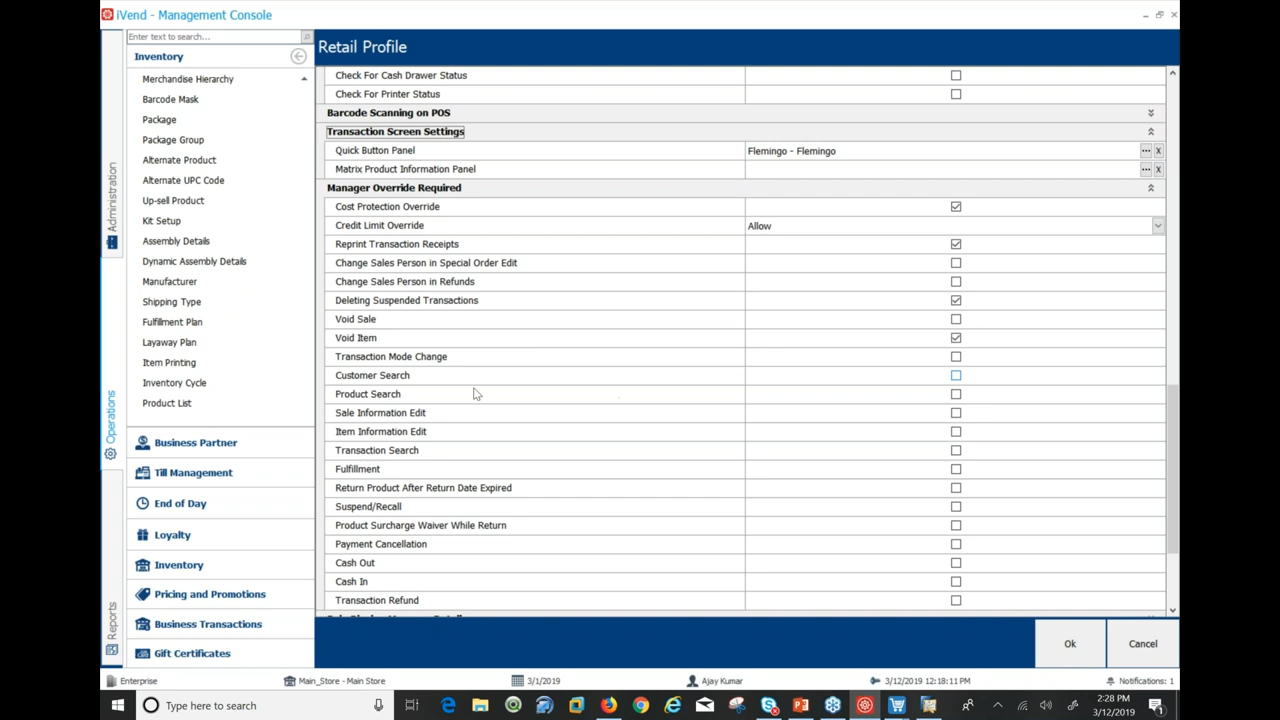 iVend - Management Console
Enter text to search...
Inventory
Merchandise Hierarchy
Barcode Mask
Package
Package Group
Alternate Product
Alternate UPC Code
Up-sell Product
Kit Setup
Assembly Details
Dynamic Assembly Details
Manufacturer
Shipping Type
Fulfillment Plan
Layaway Plan
Item Printing
Inventory Cycle
Product List
Business Partner
Till Management
End of Day
Loyalty
Inventory
Pricing and Promotions
Business Transactions
Gift Certificates
Administration
Operations
Reports
Retail Profile
Check For Cash Drawer Status
Check For Printer Status
Barcode Scanning on POS
Transaction Screen Settings
Quick Button Panel Flemingo - Flemingo ... X
Matrix Product Information Panel ... X
Manager Override Required
Cost Protection Override
Credit Limit Override Allow
Reprint Transaction Receipts
Change Sales Person in Special Order Edit
Change Sales Person in Refunds
Deleting Suspended Transactions
Void Sale
Void Item
Transaction Mode Change
Customer Search
Product Search
Sale Information Edit
Item Information Edit
Transaction Search
Fulfillment
Return Product After Return Date Expired
Suspend/Recall
Product Surcharge Waiver While Return
Payment Cancellation
Cash Out
Cash In
Transaction Refund
Ok Cancel
Enterprise Main_Store - Main Store 3/1/2019 Ajay Kumar 3/12/2019 12:18:11 PM Notifications: 1
Type here to search
2:28 PM
3/12/2019